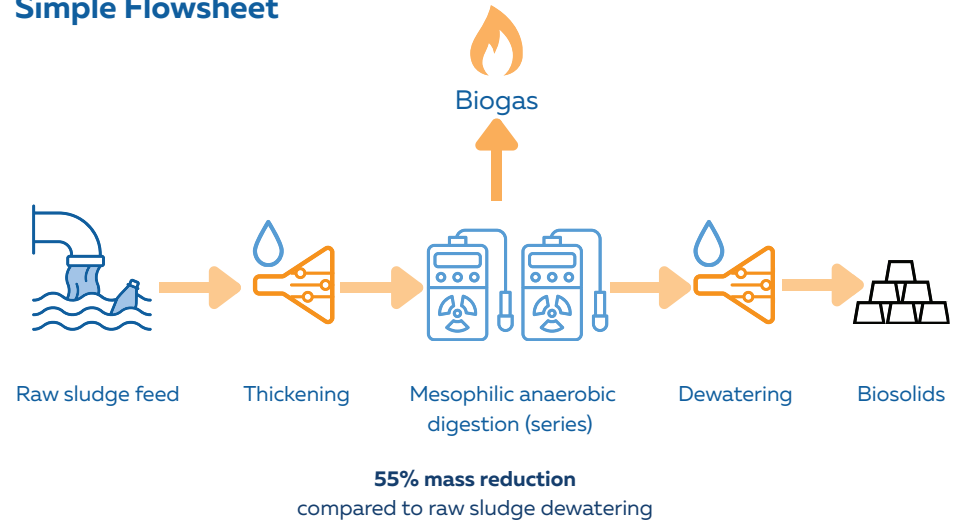 Simple Flowsheet
Biogas
Raw sludge feed
Thickening
Mesophilic anaerobic
digestion (series)
Dewatering
Biosolids
55% mass reduction
compared to raw sludge dewatering